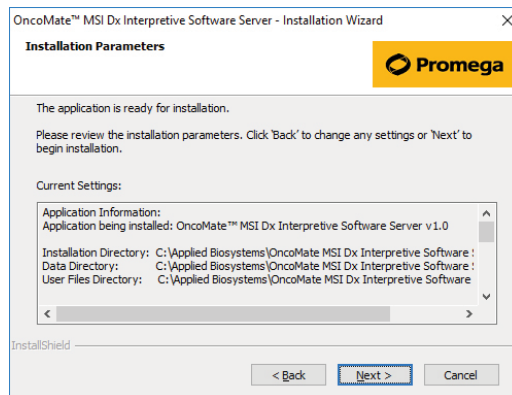 OncoMate™ MSI Dx Interpretive Software Server - Installation Wizard
Installation Parameters
Promega
The application is ready for installation.
Please review the installation parameters. Click 'Back' to change any settings or 'Next' to
begin installation.
Current Settings:
Application Information:
Application being installed: OncoMate™ MSI Dx Interpretive Software Server v1.0
Installation Directory: C:\Applied Biosystems\OncoMate MSI Dx Interpretive Software
Data Directory: C:\Applied Biosystems\OncoMate MSI Dx Interpretive Software
User Files Directory: C:\Applied Biosystems\OncoMate MSI Dx Interpretive Software
InstallShield
< Back
Next >
Cancel